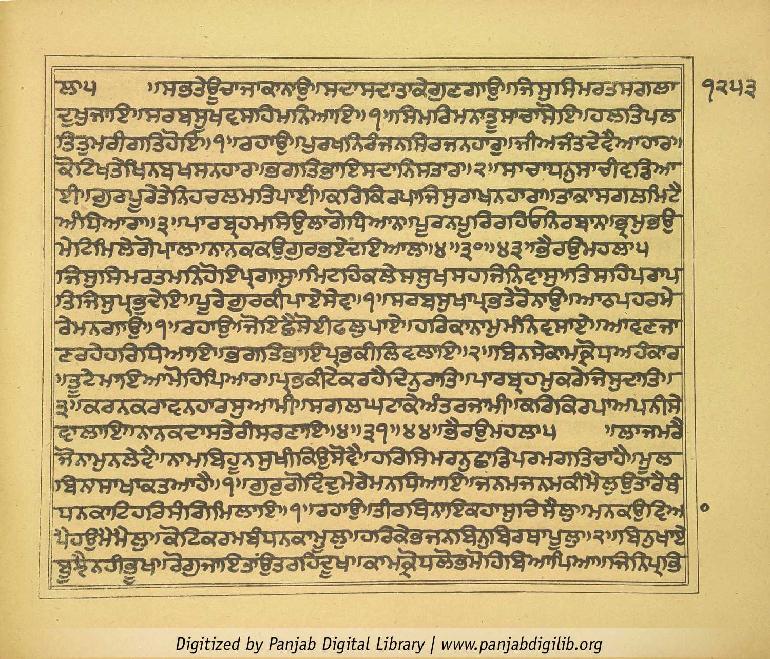 ਲਾ੫ ॥ਸਭਤੇਊਚਾਜਾਕਾਨਾਉ॥ਸਦਾਸਦਾਤਾਕੇਗੁਣਗਾਉ॥ਜਿਸੁਸਿਮਰਤਸਗਲਾ ੧੨੫੩
ਦੁਖੁਜਾਇ॥ਸਰਬਸੂਖਵਸਹਿਮਨਿਆਇ॥੧॥ਸਿਮਰਿਮਨਾਤੂਸਾਚਾਸੋਇ॥ਹਲਤਿਪਲ
ਤਿਤੁਮਰੀਗਤਿਹੋਇ॥੧॥ਰਹਾਉ॥ਪੁਰਖਨਿਰੰਜਨਸਿਰਜਨਹਾਰ॥ਜੀਅਜੰਤਦੇਵੈਆਹਾਰ॥
ਕੋਟਿਖਤੇਖਿਨਬਖਸਨਹਾਰ॥ਭਗਤਿਭਾਇਸਦਾਨਿਸਤਾਰ॥੨॥ਸਾਚਾਧਨੁਸਾਚੀਵਡਿਆ
ਈ॥ਗੁਰਪੂਰੇਤੇਨਿਹਚਲਮਤਿਪਾਈ॥ਕਰਿਕਿਰਪਾਜਿਸੁਰਾਖਨਹਾਰਾ॥ਤਾਕਾਸਗਲਮਿਟੈ
ਅੰਧਿਆਰਾ॥੩॥ਪਾਰਬ੍ਰਹਮਸਿਉਲਾਗੋਧਿਆਨ॥ਪੂਰਨਪੂਰਿਰਹਿਓਨਿਰਬਾਨ॥ਭ੍ਰਮਭਉ
ਮੇਟਿਮਿਲੇਗੋਪਾਲ॥ਨਾਨਕਕਉਗੁਰਭਏਦਇਆਲ॥੪॥੩੦॥੪੩॥ਭੈਰਉਮਹਲਾ੫
॥ਜਿਸੁਸਿਮਰਤਮਨਿਹੋਇਪ੍ਰਗਾਸੁ॥ਮਿਟਹਿਕਲੇਸਸੁਖਸਹਜਿਨਿਵਾਸੁ॥ਤਿਸਹਿਪਰਾਪ
ਤਿਜਿਸੁਪ੍ਰਭੁਦੇਇ॥ਪੂਰੇਗੁਰਕੀਪਾਏਸੇਵ॥੧॥ਸਰਬਸੁਖਾਪ੍ਰਭਤੇਰੋਨਾਉ॥ਆਠਪਹਰਮੇ
ਰੇਮਨਗਾਉ॥੧॥ਰਹਾਉ॥ਜੋਇਛੈਸੋਈਫਲੁਪਾਏ॥ਹਰਿਕਾਨਾਮੁਮੰਨਿਵਸਾਏ॥ਆਵਣਜਾ
ਣਰਹੇਹਰਿਧਿਆਇ॥ਭਗਤਿਭਾਇਪ੍ਰਭਕੀਲਿਵਲਾਇ॥੨॥ਬਿਨਸੇਕਾਮਕ੍ਰੋਧਅਹੰਕਾਰ
॥ਤੂਟੇਮਾਇਆਮੋਹਪਿਆਰ॥ਪ੍ਰਭਕੀਟੇਕਰਹੈਦਿਨੁਰਾਤਿ॥ਪਾਰਬ੍ਰਹਮੁਕਰੇਜਿਸੁਦਾਤਿ॥
੩॥ਕਰਨਕਰਾਵਨਹਾਰਸੁਆਮੀ॥ਸਗਲਘਟਾਕੇਅੰਤਰਜਾਮੀ॥ਕਰਿਕਿਰਪਾਅਪਨੀਸੇ
ਵਾਲਾਇ॥ਨਾਨਕਦਾਸਤੇਰੀਸਰਣਾਇ॥੪॥੩੧॥੪੪॥ਭੈਰਉਮਹਲਾ੫ ॥ਲਾਜਮਰੈ
ਜੋਨਾਮੁਨਲੇਵੈ॥ਨਾਮਬਿਹੂਨਸੁਖੀਕਿਉਸੋਵੈ॥ਹਰਿਸਿਮਰਨੁਛਾਡਿਪਰਮਗਤਿਚਾਹੈ॥ਮੂਲ
ਬਿਨਾਸਾਖਾਕਤਆਹੈ॥੧॥ਗੁਰੁਗੋਵਿੰਦੁਮੇਰੇਮਨਧਿਆਇ॥ਜਨਮਜਨਮਕੀਮੈਲੁਉਤਾਰੈਬੰ
ਧਨਕਾਟਿਹਰਿਸੰਗਿਮਿਲਾਇ॥੧॥ਰਹਾਉ॥ਤੀਰਥਿਨਾਇਕਹਾਸੁਚਿਸੈਲੁ॥ਮਨਕਉਵਿਆ
ਪੈਹਉਮੈਮੈਲੁ॥ਕੋਟਿਕਰਮਬੰਧਨਕਾਮੂਲੁ॥ਹਰਿਕੇਭਜਨਬਿਨੁਬਿਰਥਾਪੂਲੁ॥੨॥ਬਿਨੁਖਾਏ
ਬੂਝੈਨਹੀਭੂਖ॥ਰੋਗੁਜਾਇਤਾਂਉਤਰਹਿਦੂਖ॥ਕਾਮਕ੍ਰੋਧਲੋਭਮੋਹਿਬਿਆਪਿਆ॥ਜਿਨਿਪ੍ਰਭਿ
Digitized by Panjab Digital Library | www.panjabdigilib.org